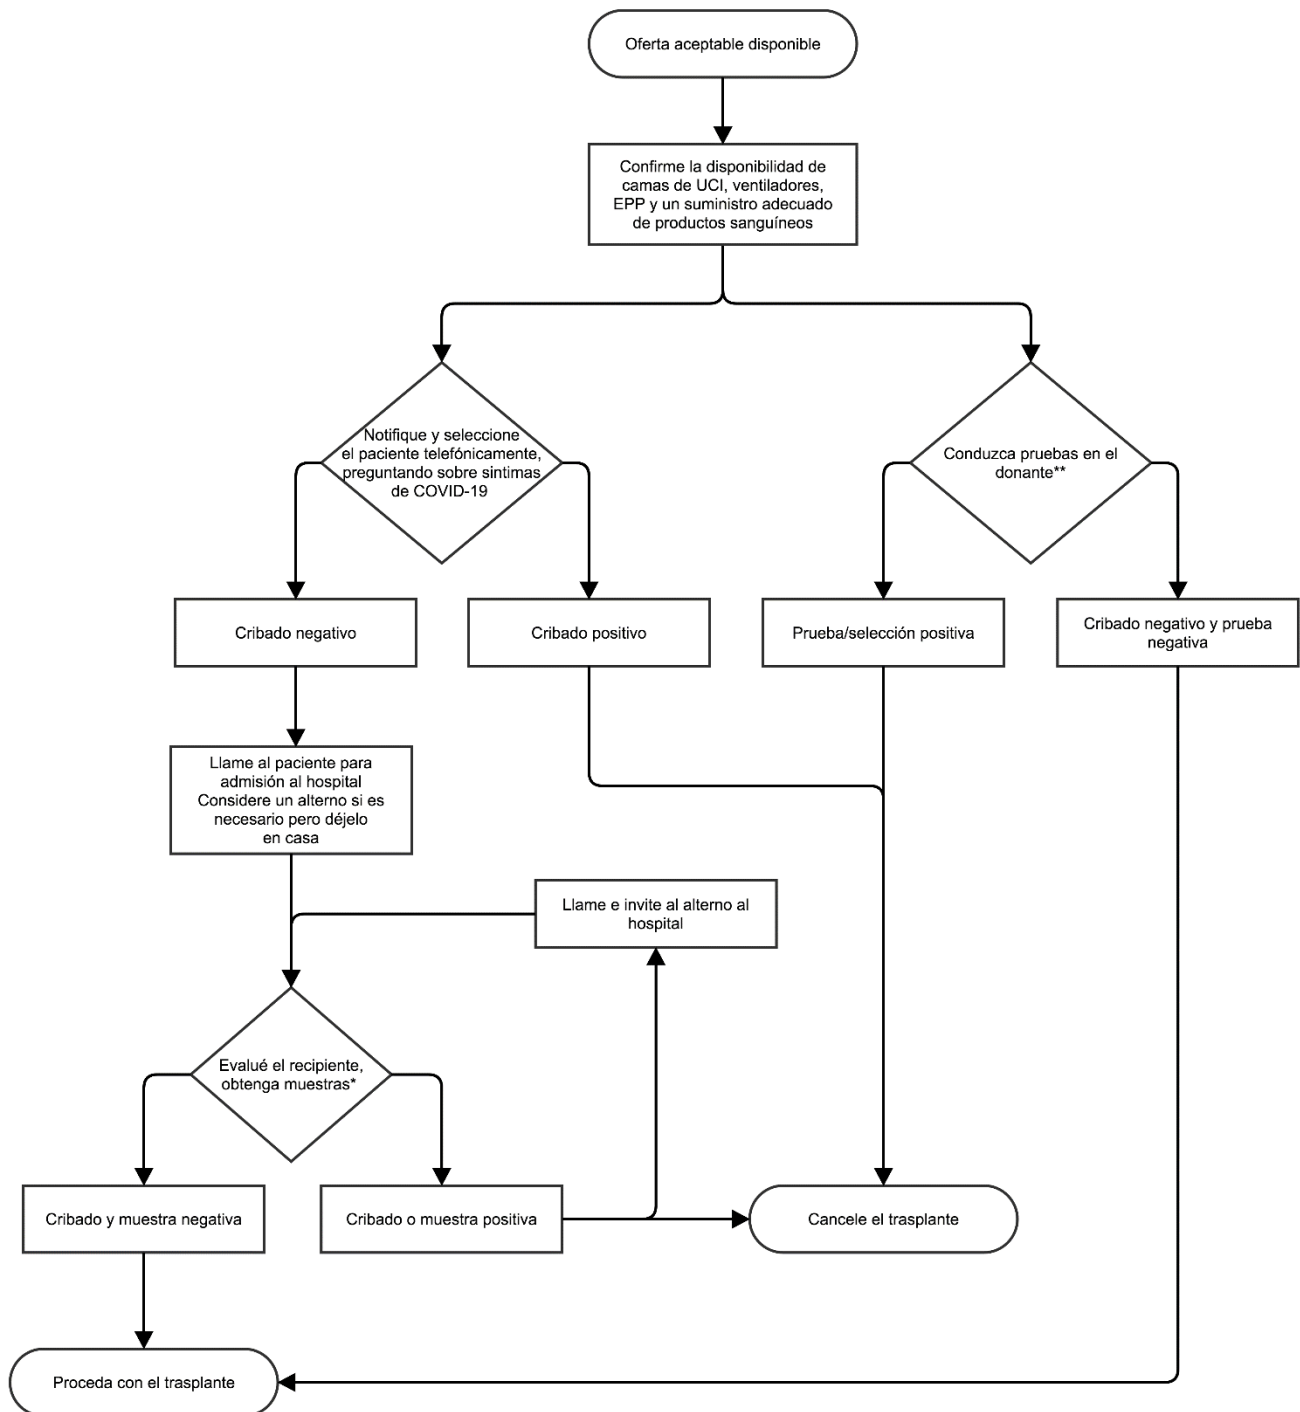 Oferta aceptable disponible
Confirme la disponibilidad de
camas de UCI, ventiladores,
EPP y un suministro adecuado
de productos sanguíneos
Notifique y seleccione
el paciente telefónicamente,
preguntando sobre sintimas
de COVID-19
Conduzca pruebas en el
donante**
Cribado negativo
Cribado positivo
Prueba/selección positiva
Cribado negativo y prueba
negativa
Llame al paciente para
admisión al hospital
Considere un alterno si es
necesario pero déjelo
en casa
Llame e invite al alterno al
hospital
Evalué el recipiente,
obtenga muestras*
Cribado y muestra negativa
Cribado o muestra positiva
Cancele el trasplante
Proceda con el trasplante